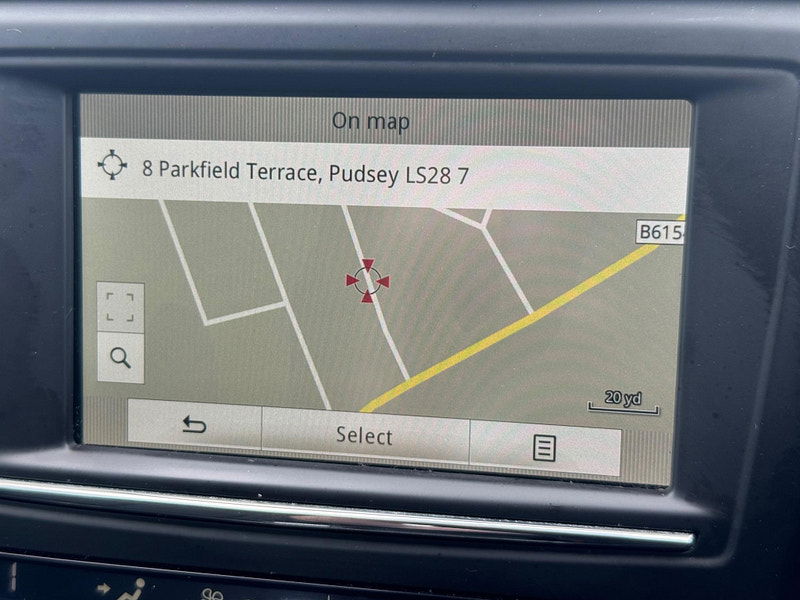 On map
8 Parkfield Terrace, Pudsey LS28 7
B615
20 yd
Select